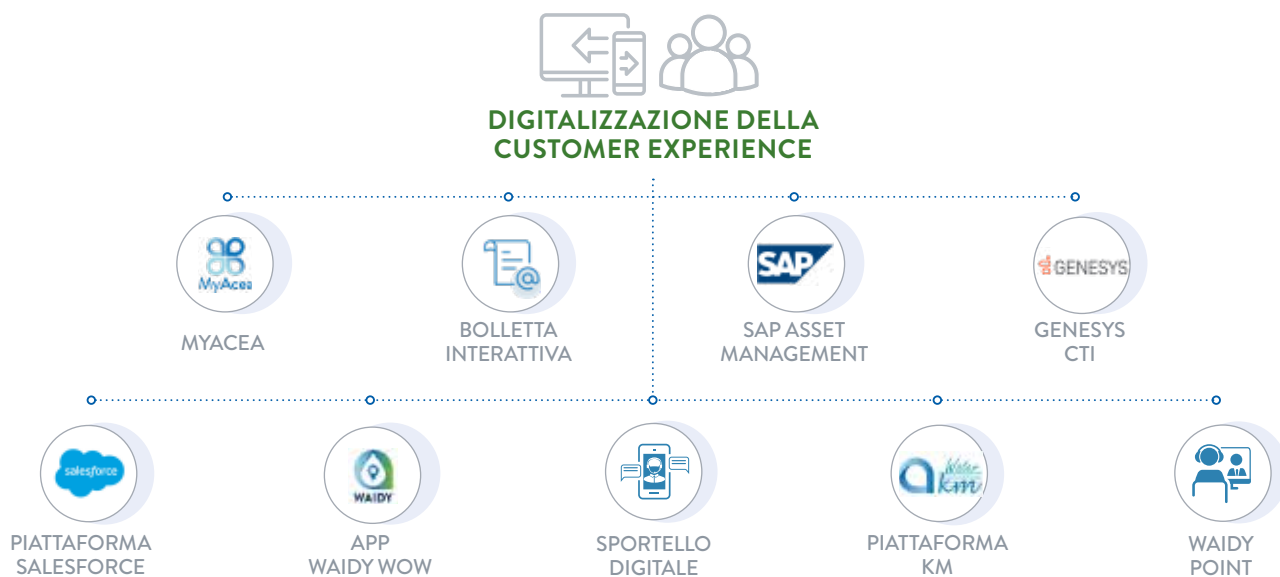 DIGITALIZZAZIONE DELLA
CUSTOMER EXPERIENCE
MyAcea
SAP
GENESYS
MYACEA
BOLLETTA
INTERATTIVA
SAP ASSET
MANAGEMENT
GENESYS
CTI
salesforce
WAIDY
Water
km
PIATTAFORMA
SALESFORCE
APP
WAIDY WOW
SPORTELLO
DIGITALE
PIATTAFORMA
KM
WAIDY
POINT